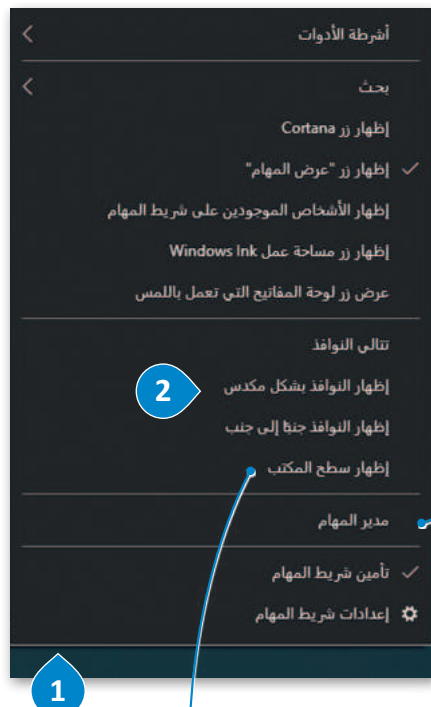 أشرطة الأدوات
بحث
إظهار زر Cortana
إظهار زر "عرض المهام"
إظهار الأشخاص الموجودين على شريط المهام
إظهار زر مساحة عمل Windows Ink
عرض زر لوحة المفاتيح التي تعمل باللمس
تتالي النوافذ
إظهار النوافذ بشكل مكدس
2
إظهار النوافذ جنبًا إلى جنب
إظهار سطح المكتب
مدير المهام
تأمين شريط المهام
إعدادات شريط المهام
1